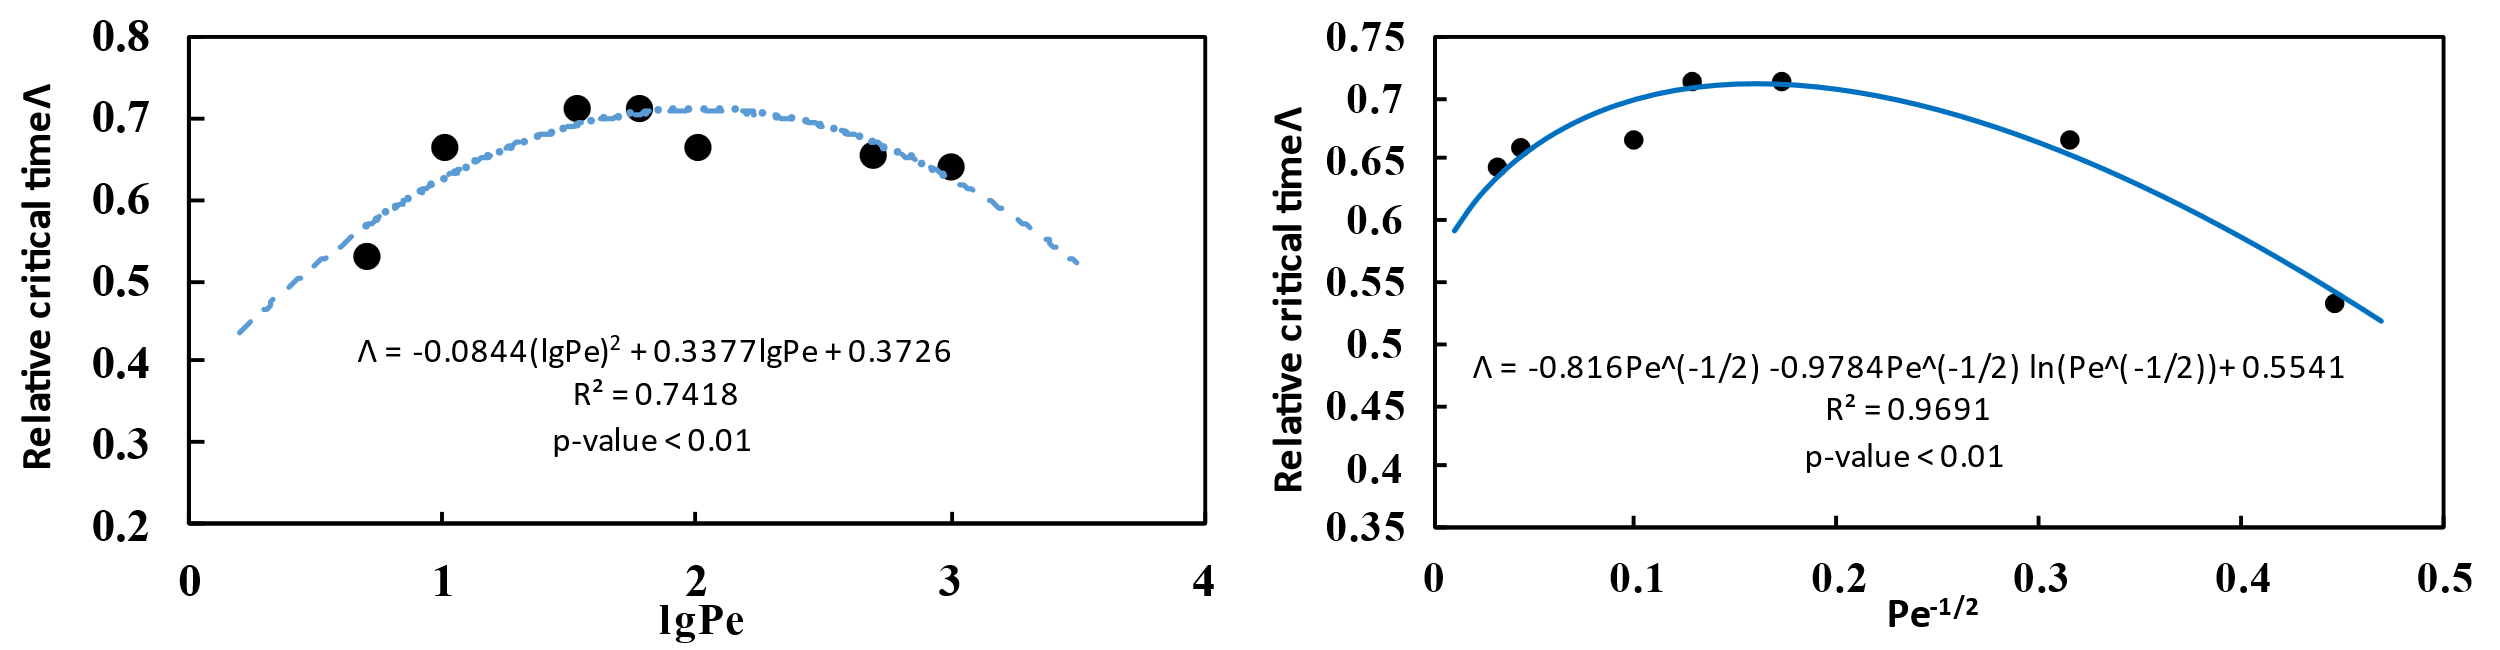 Relative critical timeΛ
0.8
0.7
0.6
0.5
0.4
0.3
0.2
Λ = -0.0844(lgPe)² + 0.3377lgPe + 0.3726
R² = 0.7418
p-value < 0.01
0 1 2 3 4
lgPe
Relative critical timeΛ
0.75
0.7
0.65
0.6
0.55
0.5
0.45
0.4
0.35
Λ = -0.816Pe^(-1/2) -0.9784Pe^(-1/2) ln(Pe^(-1/2))+ 0.5541
R² = 0.9691
p-value < 0.01
0 0.1 0.2 0.3 0.4 0.5
Pe-1/2